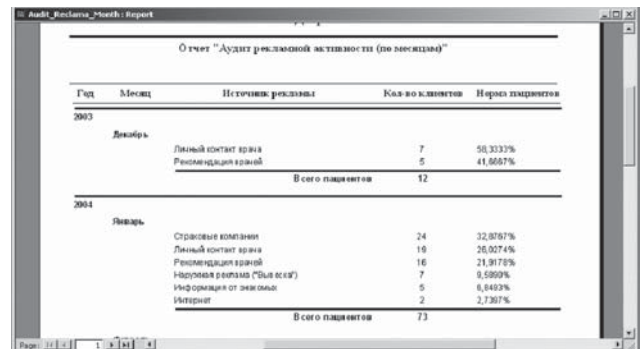 Audit_Reclama_Month : Report
Отчет "Аудит рекламной активности (по месяцам)"
Год Месяц Источник рекламы Кол-во клиентов Норма пациентов
2003
Декабрь
Личный контакт врача 7 58,3333%
Рекомендация врачей 5 41,6667%
Всего пациентов 12
2004
Январь
Страховые компании 24 32,8767%
Личный контакт врача 19 26,0274%
Рекомендация врачей 16 21,9178%
Наружная реклама ("Вывеска") 7 9,5890%
Информация от знакомых 5 6,8493%
Интернет 2 2,7397%
Всего пациентов 73
Page: 1